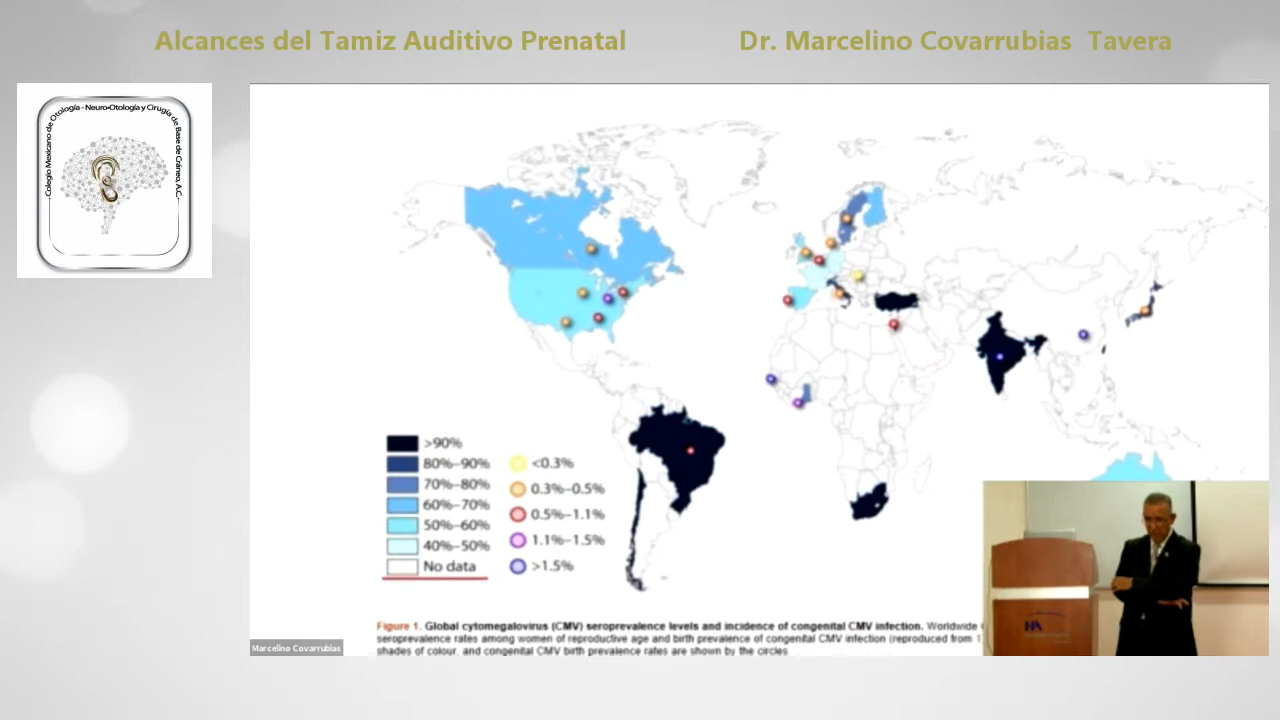 Alcances del Tamiz Auditivo Prenatal
Dr. Marcelino Covarrubias Tavera
Colegio Mexicano de Otología - Neuro-Otología y Cirugía de Base de Cráneo, A.C.
>90%
80%-90%
70%-80%
60%-70%
50%-60%
40%-50%
No data
<0.3%
0.3%-0.5%
0.5%-1.1%
1.1%-1.5%
>1.5%
Figure 1. Global cytomegalovirus (CMV) seroprevalence levels and incidence of congenital CMV infection. Worldwide
seroprevalence rates among women of reproductive age and birth prevalence of congenital CMV infection (reproduced from
shades of colour, and congenital CMV birth prevalence rates are shown by the circles
Marcelino Covarrubias